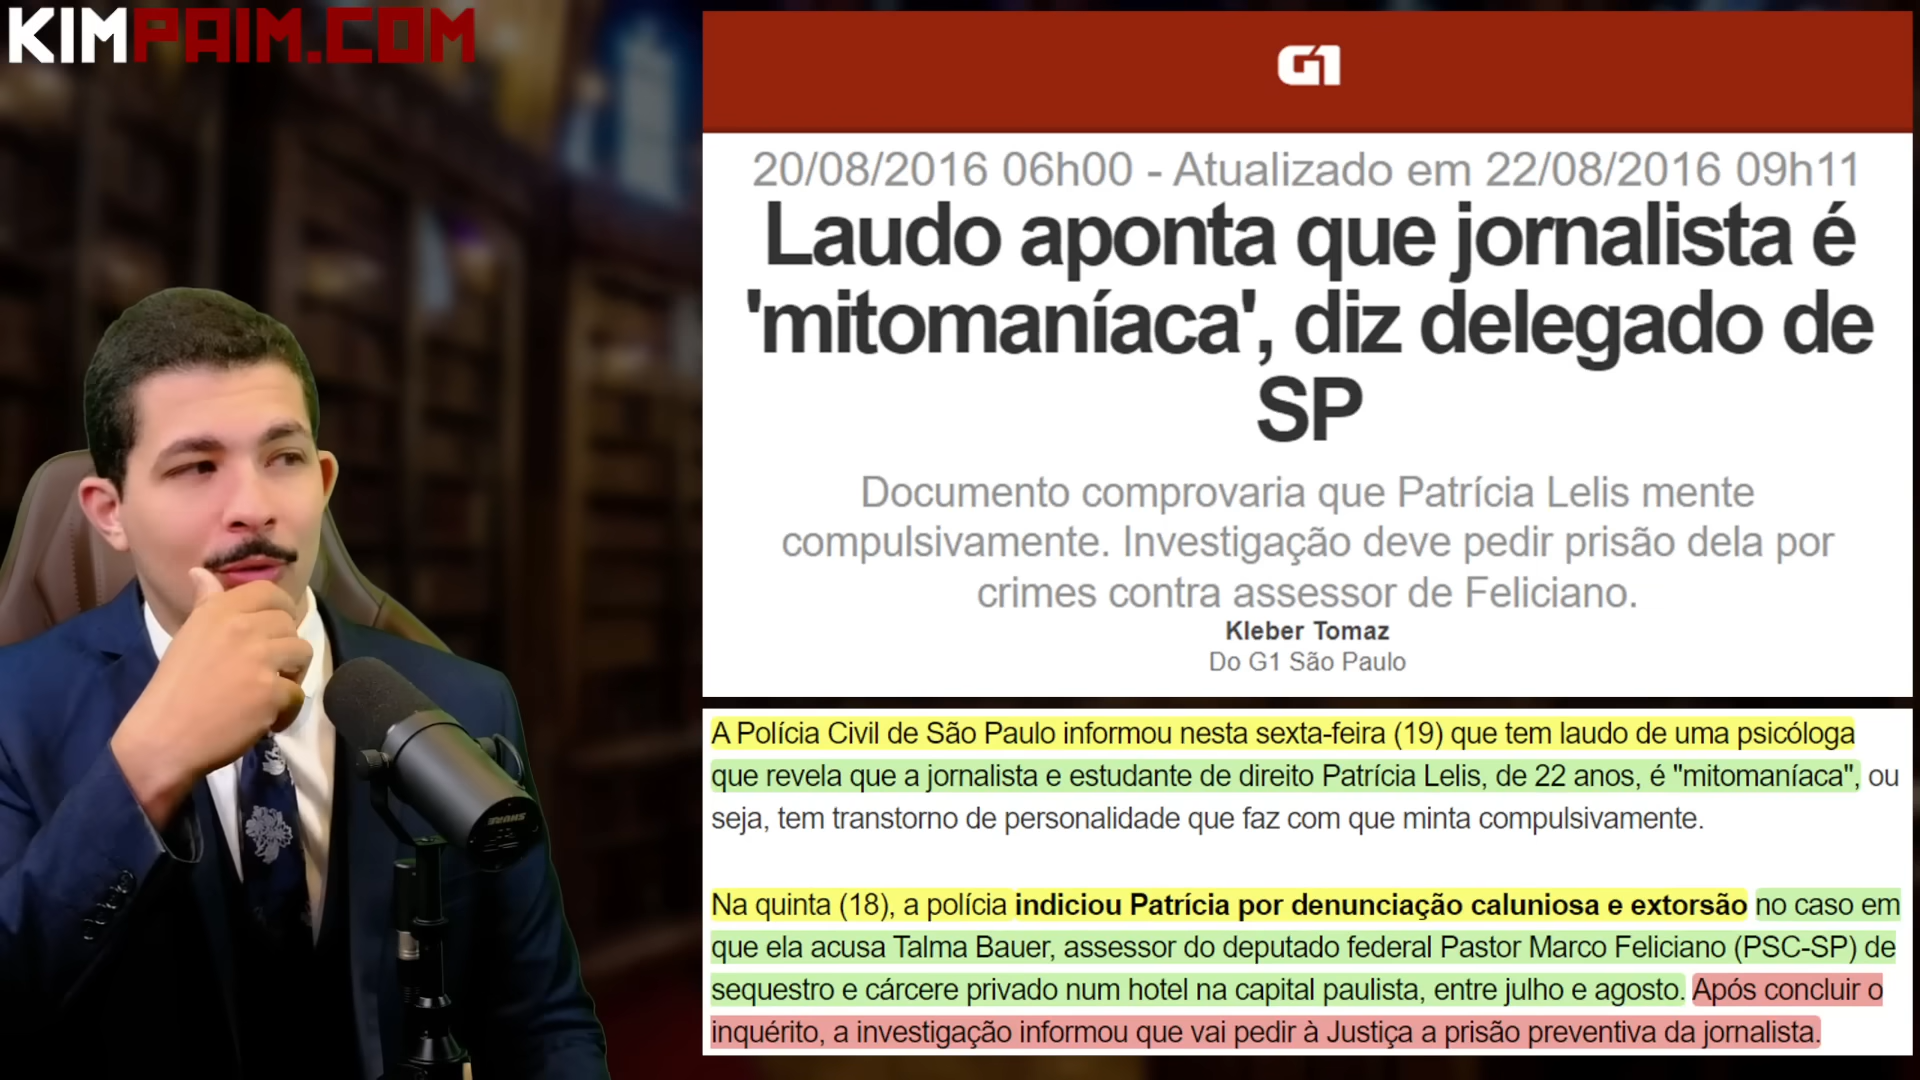 KIMPAIM.COM
G1
20/08/2016 06h00 - Atualizado em 22/08/2016 09h11
Laudo aponta que jornalista é
'mitomaníaca', diz delegado de
SP
Documento comprovaria que Patrícia Lelis mente
compulsivamente. Investigação deve pedir prisão dela por
crimes contra assessor de Feliciano.
Kleber Tomaz
Do G1 São Paulo
A Polícia Civil de São Paulo informou nesta sexta-feira (19) que tem laudo de uma psicóloga
que revela que a jornalista e estudante de direito Patrícia Lelis, de 22 anos, é "mitomaníaca", ou
seja, tem transtorno de personalidade que faz com que minta compulsivamente.
Na quinta (18), a polícia indiciou Patrícia por denunciação caluniosa e extorsão no caso em
que ela acusa Talma Bauer, assessor do deputado federal Pastor Marco Feliciano (PSC-SP) de
sequestro e cárcere privado num hotel na capital paulista, entre julho e agosto. Após concluir o
inquérito, a investigação informou que vai pedir à Justiça a prisão preventiva da jornalista.
SHURE